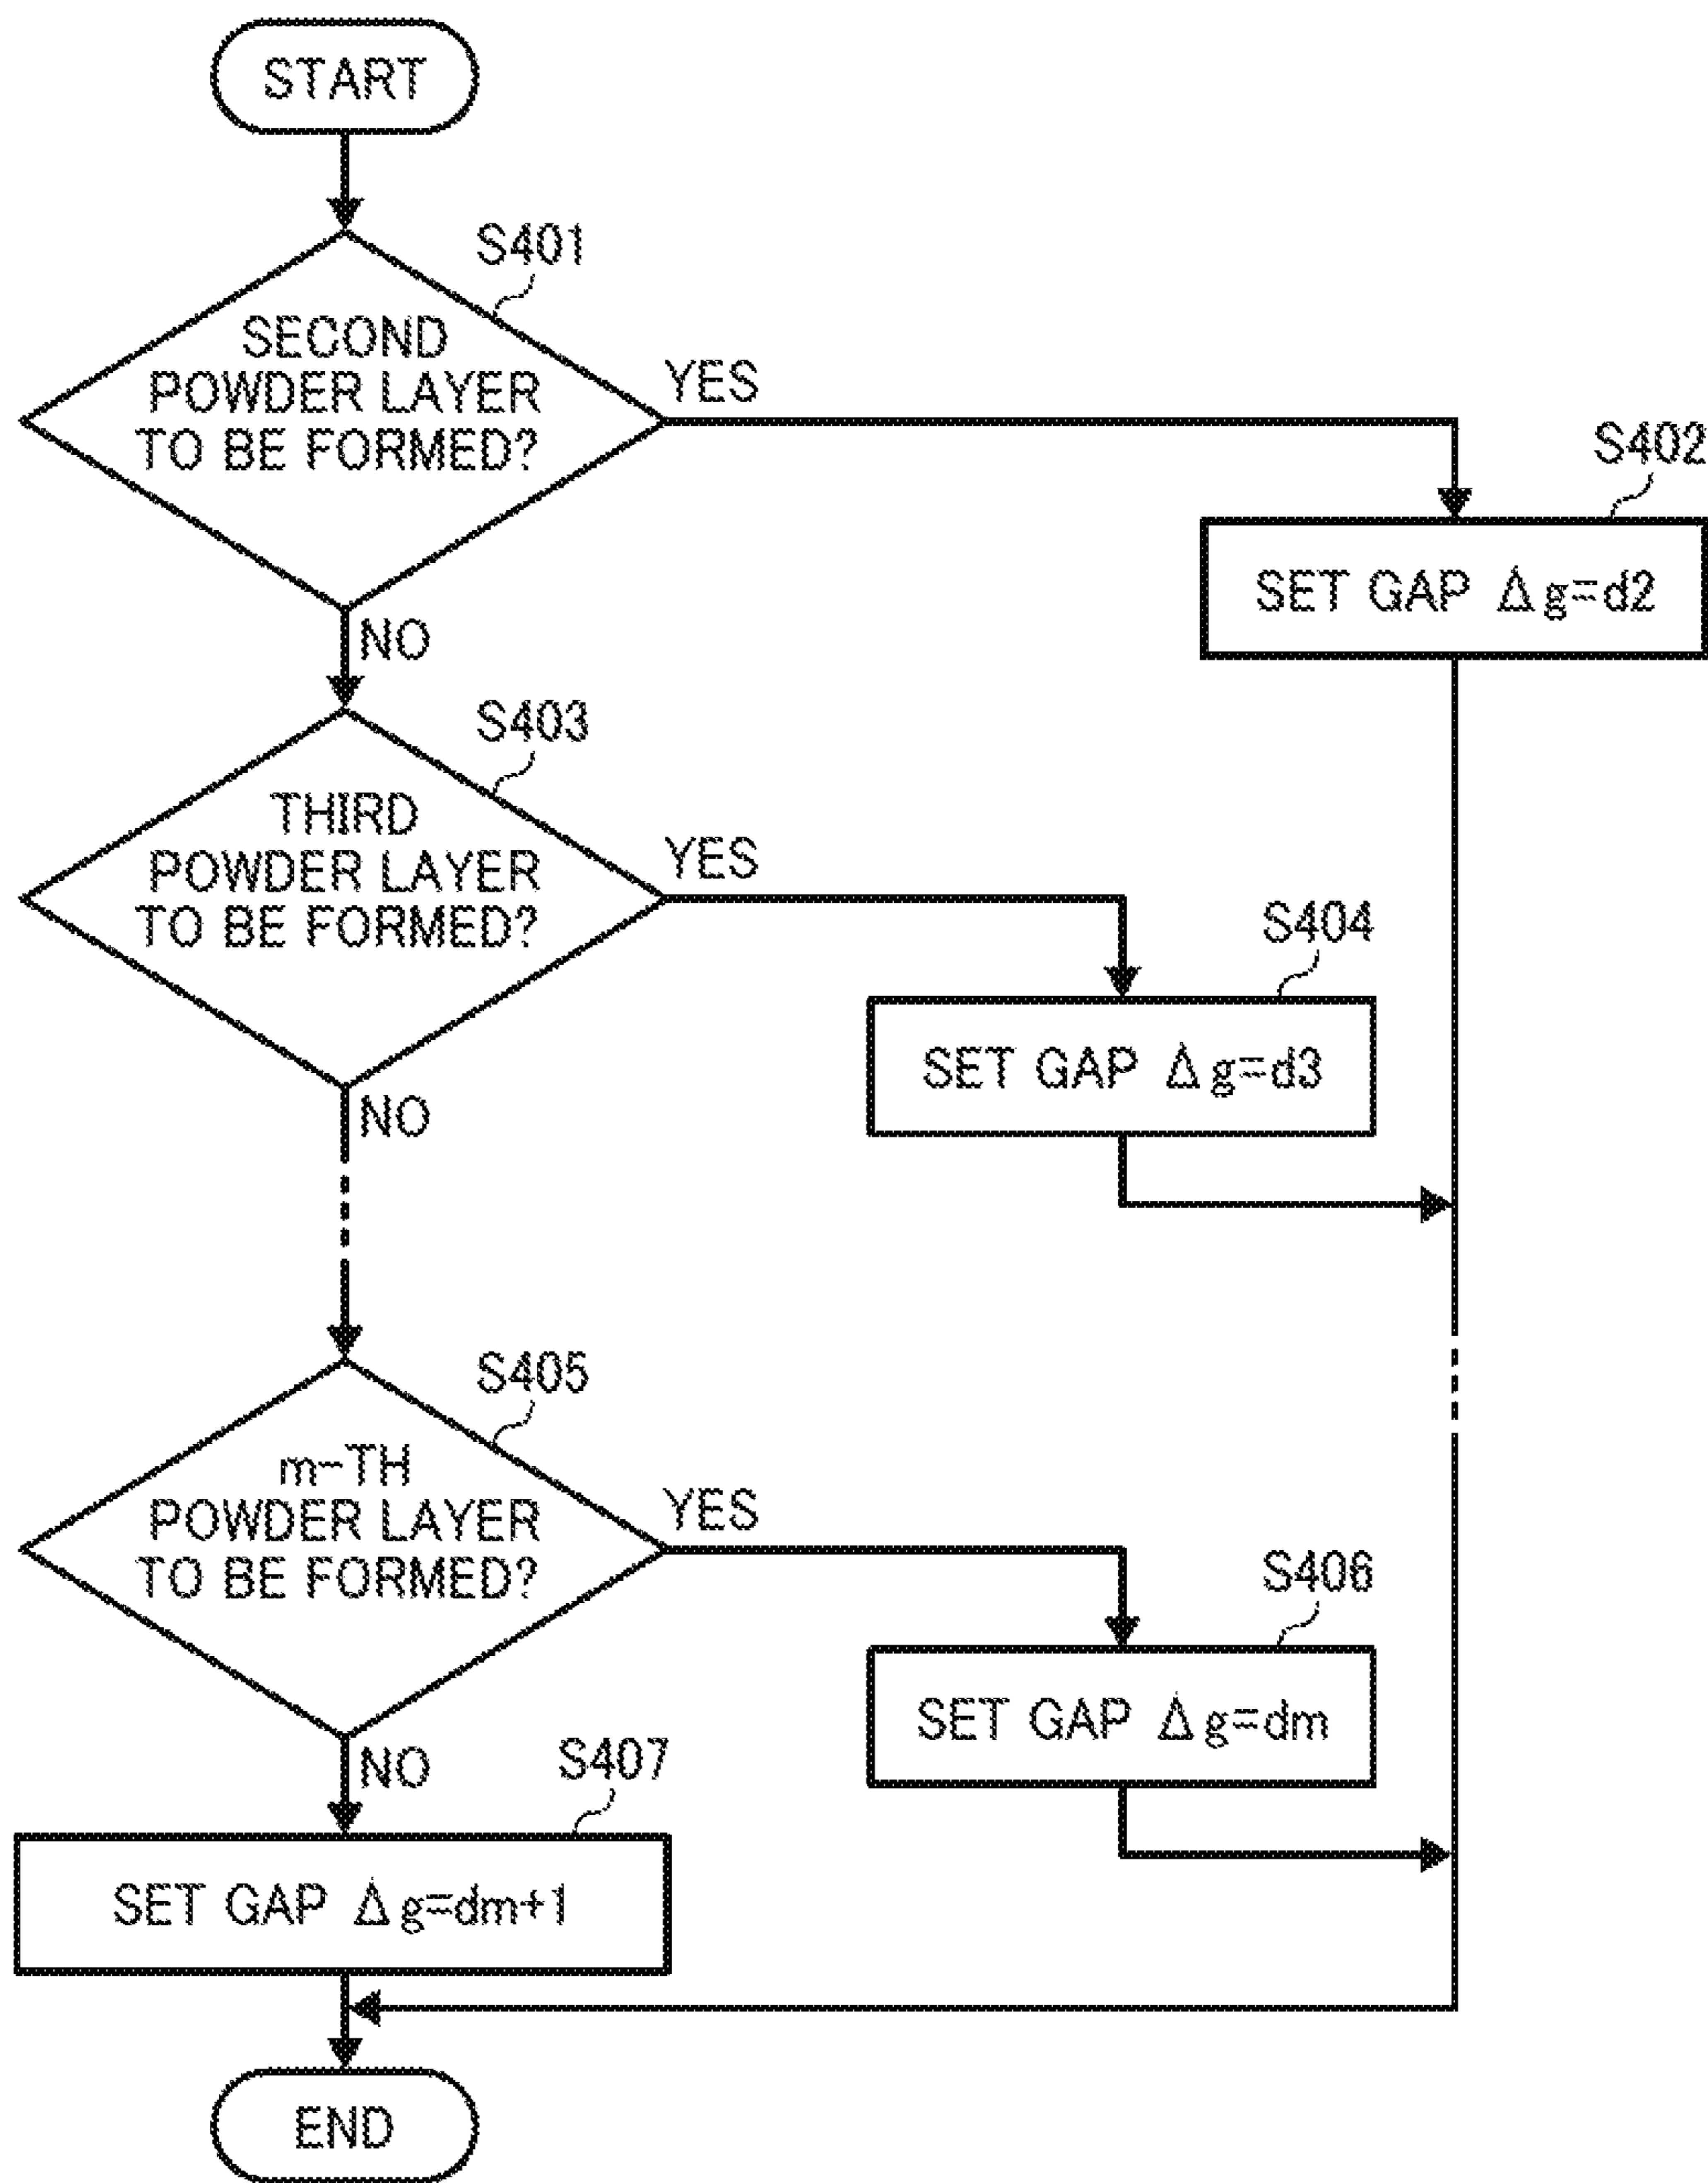 START
S401
SECOND
POWDER LAYER
TO BE FORMED?
YES
S402
SET GAP Δg=d2
NO
S403
THIRD
POWDER LAYER
TO BE FORMED?
YES
S404
SET GAP Δg=d3
NO
S405
m-TH
POWDER LAYER
TO BE FORMED?
YES
S406
SET GAP Δg=dm
NO
S407
SET GAP Δg=dm+1
END